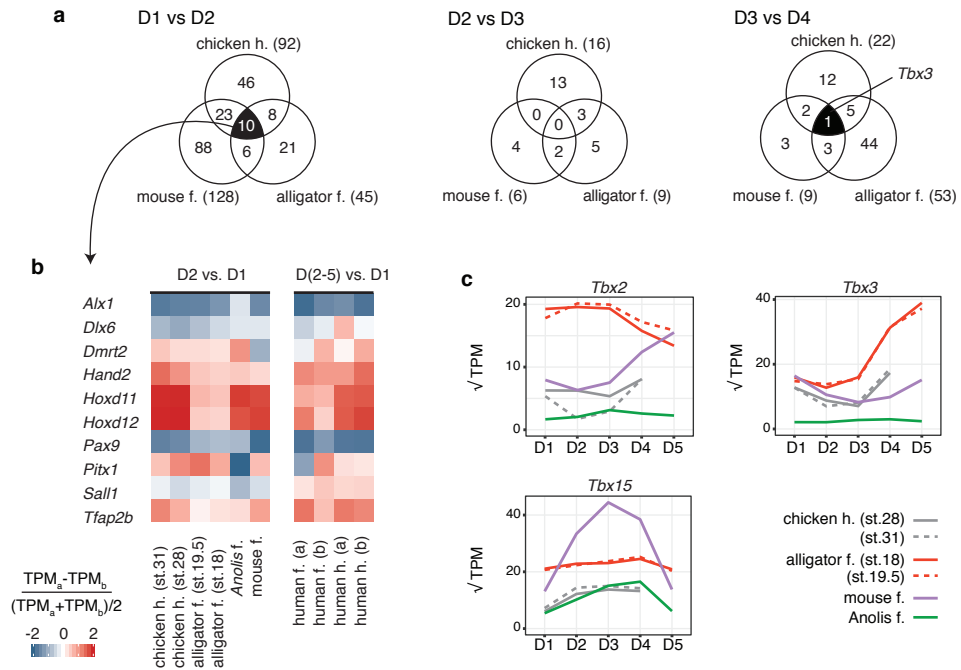 a
D1 vs D2
D2 vs D3
D3 vs D4
chicken h. (92)
46
23
8
10
88
6
21
mouse f. (128)
alligator f. (45)
chicken h. (16)
13
0
3
0
4
2
5
mouse f. (6)
alligator f. (9)
chicken h. (22)
Tbx3
12
2
5
1
3
3
44
mouse f. (9)
alligator f. (53)
b
D2 vs. D1
D(2-5) vs. D1
Alx1
Dlx6
Dmrt2
Hand2
Hoxd11
Hoxd12
Pax9
Pitx1
Sall1
Tfap2b
chicken h. (st.31)
chicken h. (st.28)
alligator f. (st.19.5)
alligator f. (st.18)
Anolis f.
mouse f.
human f. (a)
human f. (b)
human h. (a)
human h. (b)
TPMa-TPMb
(TPMa+TPMb)/2
-2 0 2
c
Tbx2
√ TPM
20
10
0
D1 D2 D3 D4 D5
Tbx3
√ TPM
40
20
0
D1 D2 D3 D4 D5
Tbx15
√ TPM
40
20
0
D1 D2 D3 D4 D5
chicken h. (st.28)
(st.31)
alligator f. (st.18)
(st.19.5)
mouse f.
Anolis f.